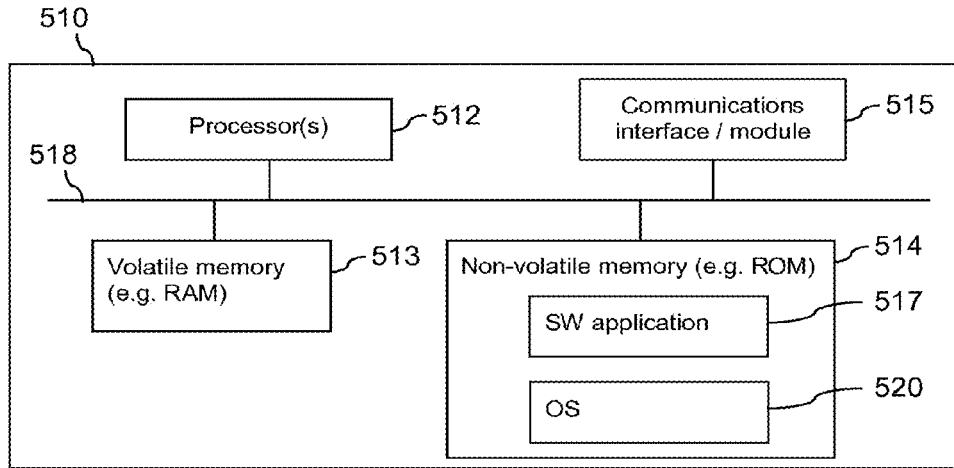 510
Processor(s)
512
Communications
interface / module
515
518
Volatile memory
(e.g. RAM)
513
Non-volatile memory (e.g. ROM)
514
SW application
517
OS
520